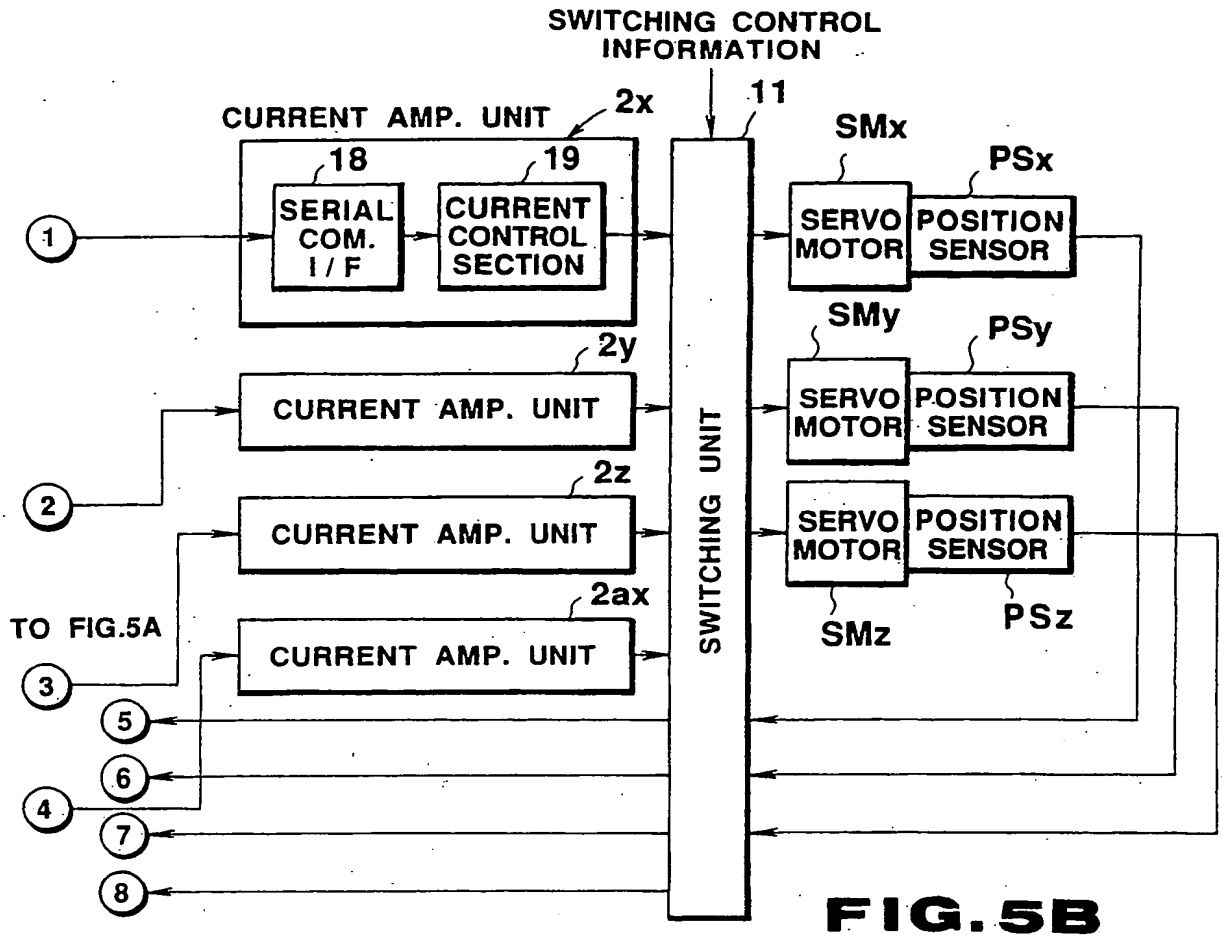 SWITCHING CONTROL
INFORMATION
CURRENT AMP. UNIT
2x
11
SMx
PSx
18
19
1
SERIAL
COM.
I/F
CURRENT
CONTROL
SECTION
SERVO
MOTOR
POSITION
SENSOR
2y
SMy
PSy
CURRENT AMP. UNIT
SERVO
MOTOR
POSITION
SENSOR
2
2z
CURRENT AMP. UNIT
SWITCHING UNIT
SERVO
MOTOR
POSITION
SENSOR
2ax
SMz
PSz
TO FIG.5A
CURRENT AMP. UNIT
3
5
6
4
7
8
FIG.5B